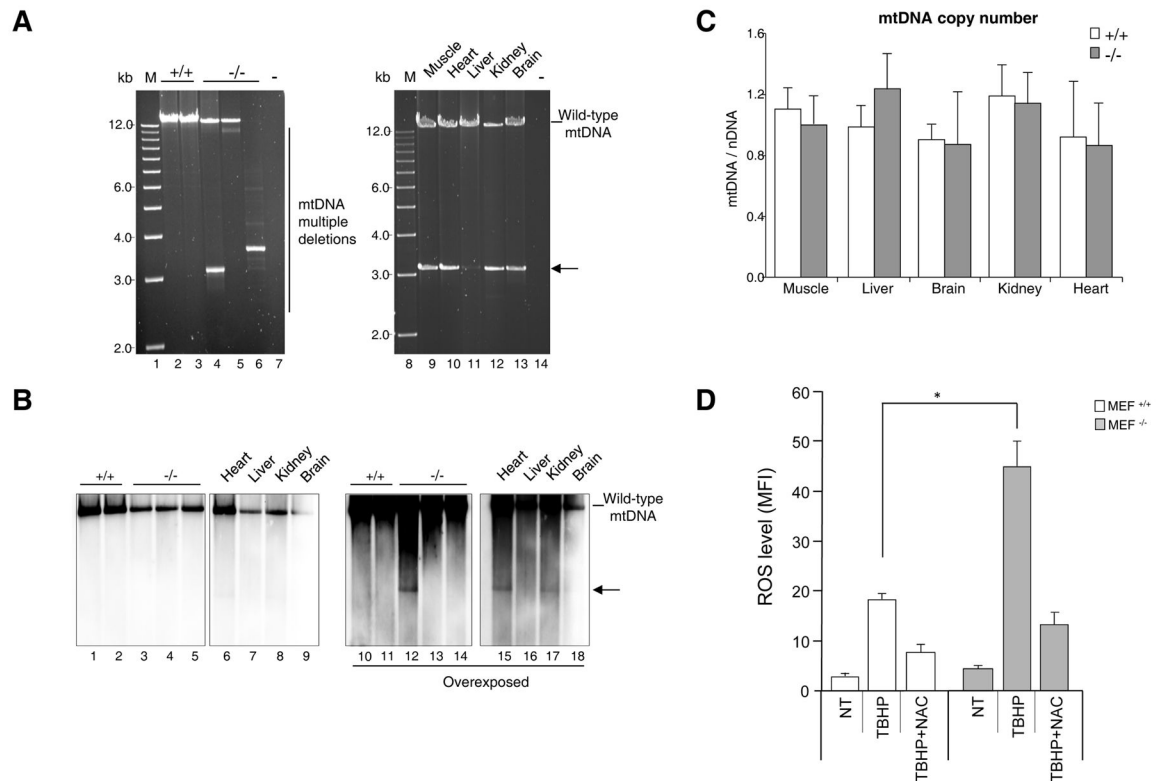 A
kb M +/+ -/- -
12.0
6.0
4.0
3.0
2.0
1 2 3 4 5 6 7
mtDNA
multiple
deletions
kb M Muscle Heart Liver Kidney Brain -
12.0
6.0
4.0
3.0
2.0
8 9 10 11 12 13 14
Wild-type
mtDNA
B
+/+ -/- Heart Liver Kidney Brain
1 2 3 4 5 6 7 8 9
+/+ -/- Heart Liver Kidney Brain
Wild-type
mtDNA
10 11 12 13 14 15 16 17 18
Overexposed
C
mtDNA copy number
+/+
-/-
mtDNA / nDNA
1.6
1.2
0.8
0.4
0.0
Muscle Liver Brain Kidney Heart
D
MEF +/+
MEF -/-
ROS level (MFI)
60
50
40
30
20
10
0
*
NT TBHP TBHP+NAC NT TBHP TBHP+NAC